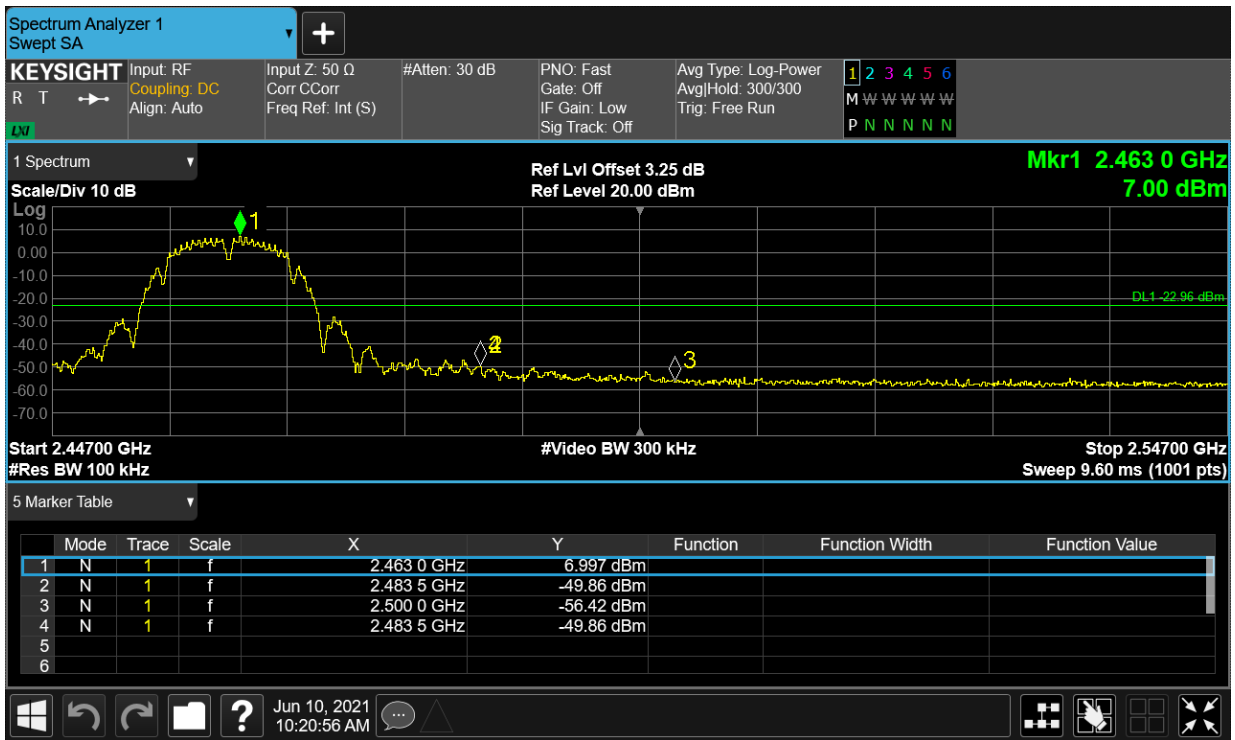 Spectrum Analyzer 1
Swept SA
+
KEYSIGHT
R T
LXI
Input: RF
Coupling: DC
Align: Auto
Input Z: 50 Ω
Corr CCorr
Freq Ref: Int (S)
#Atten: 30 dB
PNO: Fast
Gate: Off
IF Gain: Low
Sig Track: Off
Avg Type: Log-Power
Avg|Hold: 300/300
Trig: Free Run
1 2 3 4 5 6
M W W W W W
P N N N N N
1 Spectrum
Scale/Div 10 dB
Ref Lvl Offset 3.25 dB
Ref Level 20.00 dBm
Mkr1 2.463 0 GHz
7.00 dBm
Log
10.0
0.00
-10.0
-20.0
-30.0
-40.0
-50.0
-60.0
-70.0
1
3
DL1 -22.96 dBm
Start 2.44700 GHz
#Res BW 100 kHz
#Video BW 300 kHz
Stop 2.54700 GHz
Sweep 9.60 ms (1001 pts)
5 Marker Table
Mode Trace Scale X Y Function Function Width Function Value
1 N 1 f 2.463 0 GHz 6.997 dBm
2 N 1 f 2.483 5 GHz -49.86 dBm
3 N 1 f 2.500 0 GHz -56.42 dBm
4 N 1 f 2.483 5 GHz -49.86 dBm
5
6
?
Jun 10, 2021
10:20:56 AM